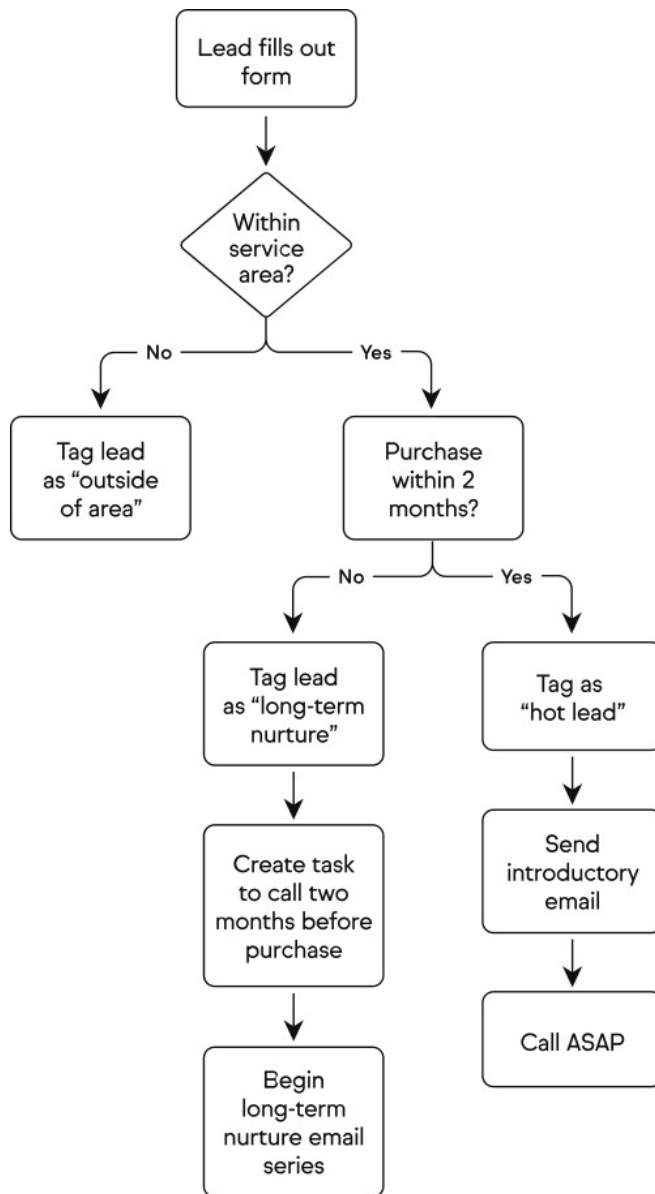 Lead fills out
form
Within
service
area?
No
Yes
Tag lead
as “outside
of area”
Purchase
within 2
months?
No
Yes
Tag lead
as “long-term
nurture”
Tag as
“hot lead”
Create task
to call two
months before
purchase
Send
introductory
email
Begin
long-term
nurture email
series
Call ASAP